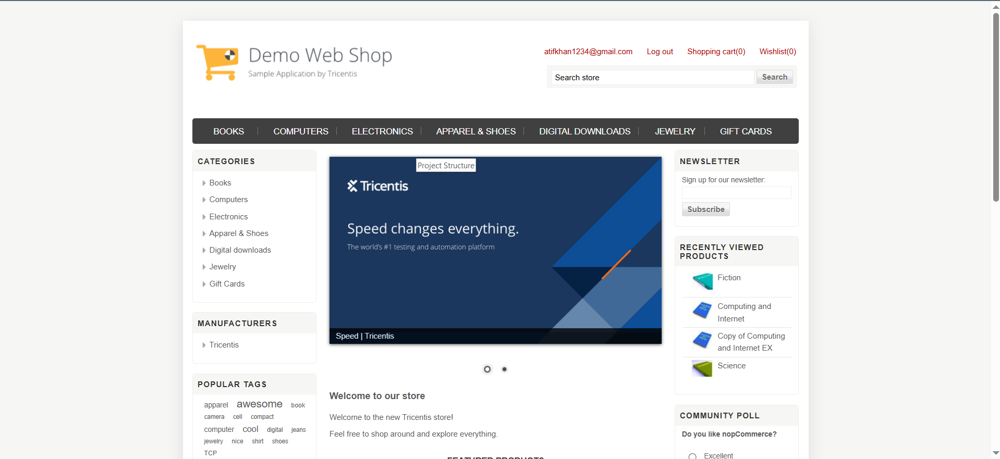 Demo Web Shop
Sample Application by Tricentis
atifkhan1234@gmail.com Log out Shopping cart(0) Wishlist(0)
Search store Search
BOOKS COMPUTERS ELECTRONICS APPAREL & SHOES DIGITAL DOWNLOADS JEWELRY GIFT CARDS
CATEGORIES
Books
Computers
Electronics
Apparel & Shoes
Digital downloads
Jewelry
Gift Cards
MANUFACTURERS
Tricentis
POPULAR TAGS
apparel awesome book
camera cell compact
computer cool digital jeans
jewelry nice shirt shoes
TCP
Project Structure
Tricentis
Speed changes everything.
The world's #1 testing and automation platform
Speed | Tricentis
Welcome to our store
Welcome to the new Tricentis store!
Feel free to shop around and explore everything.
FEATURED PRODUCTS
NEWSLETTER
Sign up for our newsletter:
Subscribe
RECENTLY VIEWED
PRODUCTS
Fiction
Computing and
Internet
Copy of Computing
and Internet EX
Science
COMMUNITY POLL
Do you like nopCommerce?
Excellent